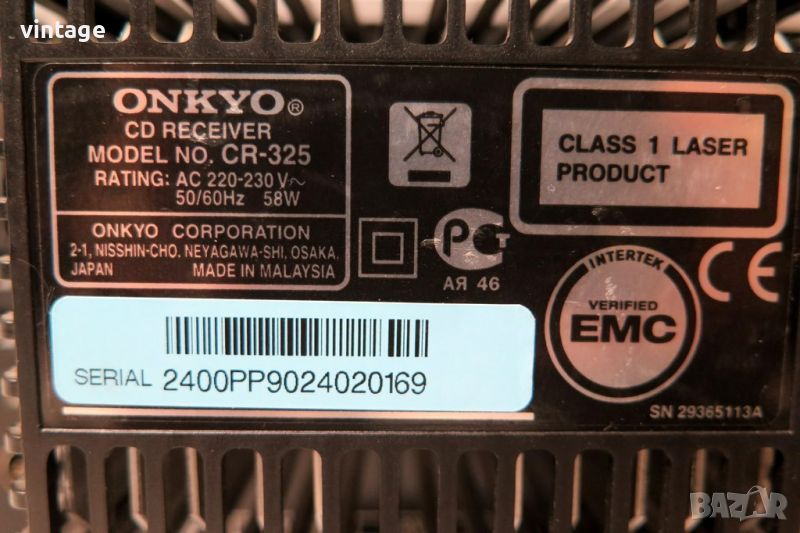 vintage
ONKYO®
CD RECEIVER
MODEL NO. CR-325
RATING: AC 220-230 V~
50/60Hz 58W
ONKYO CORPORATION
2-1, NISSHIN-CHO, NEYAGAWA-SHI, OSAKA,
JAPAN MADE IN MALAYSIA
РСТ
АЯ 46
CLASS 1 LASER
PRODUCT
INTERTEK
VERIFIED
EMC
CE
SERIAL 2400PP9024020169
SN 29365113A
BAZAR